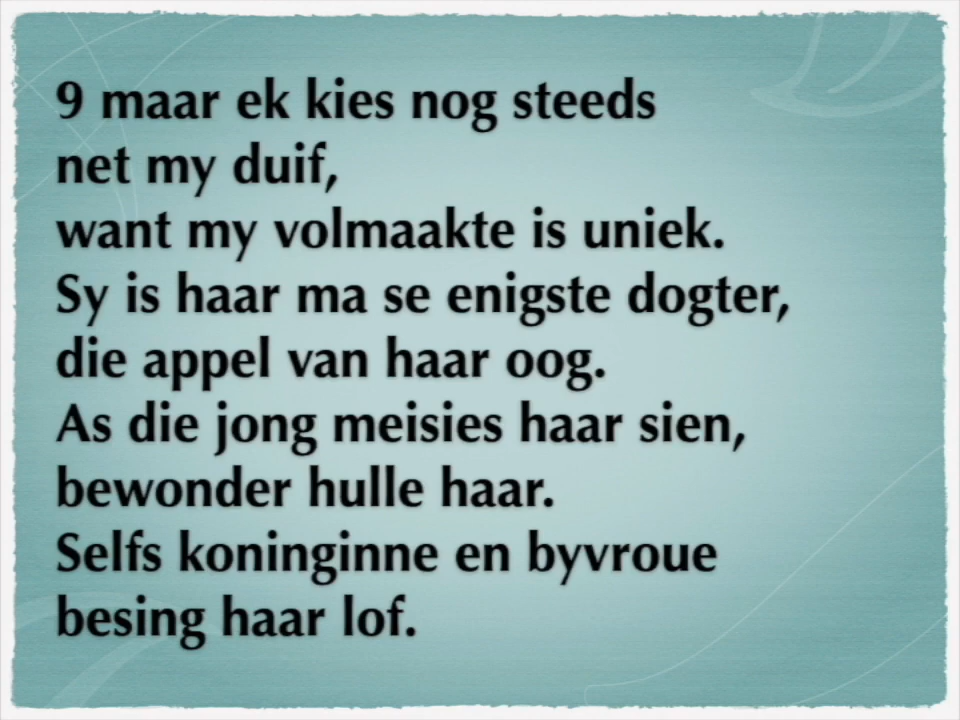 9 maar ek kies nog steeds
net my duif,
want my volmaakte is uniek.
Sy is haar ma se enigste dogter,
die appel van haar oog.
As die jong meisies haar sien,
bewonder hulle haar.
Selfs koninginne en byvroue
besing haar lof.